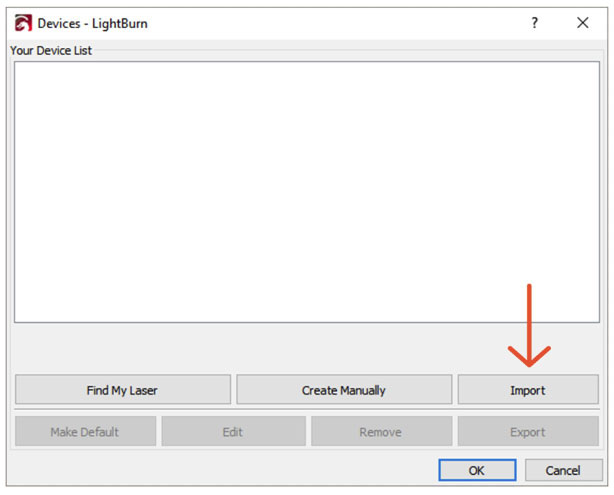 Devices - LightBurn ?
Your Device List
Find My Laser Create Manually Import
Make Default Edit Remove Export
OK Cancel